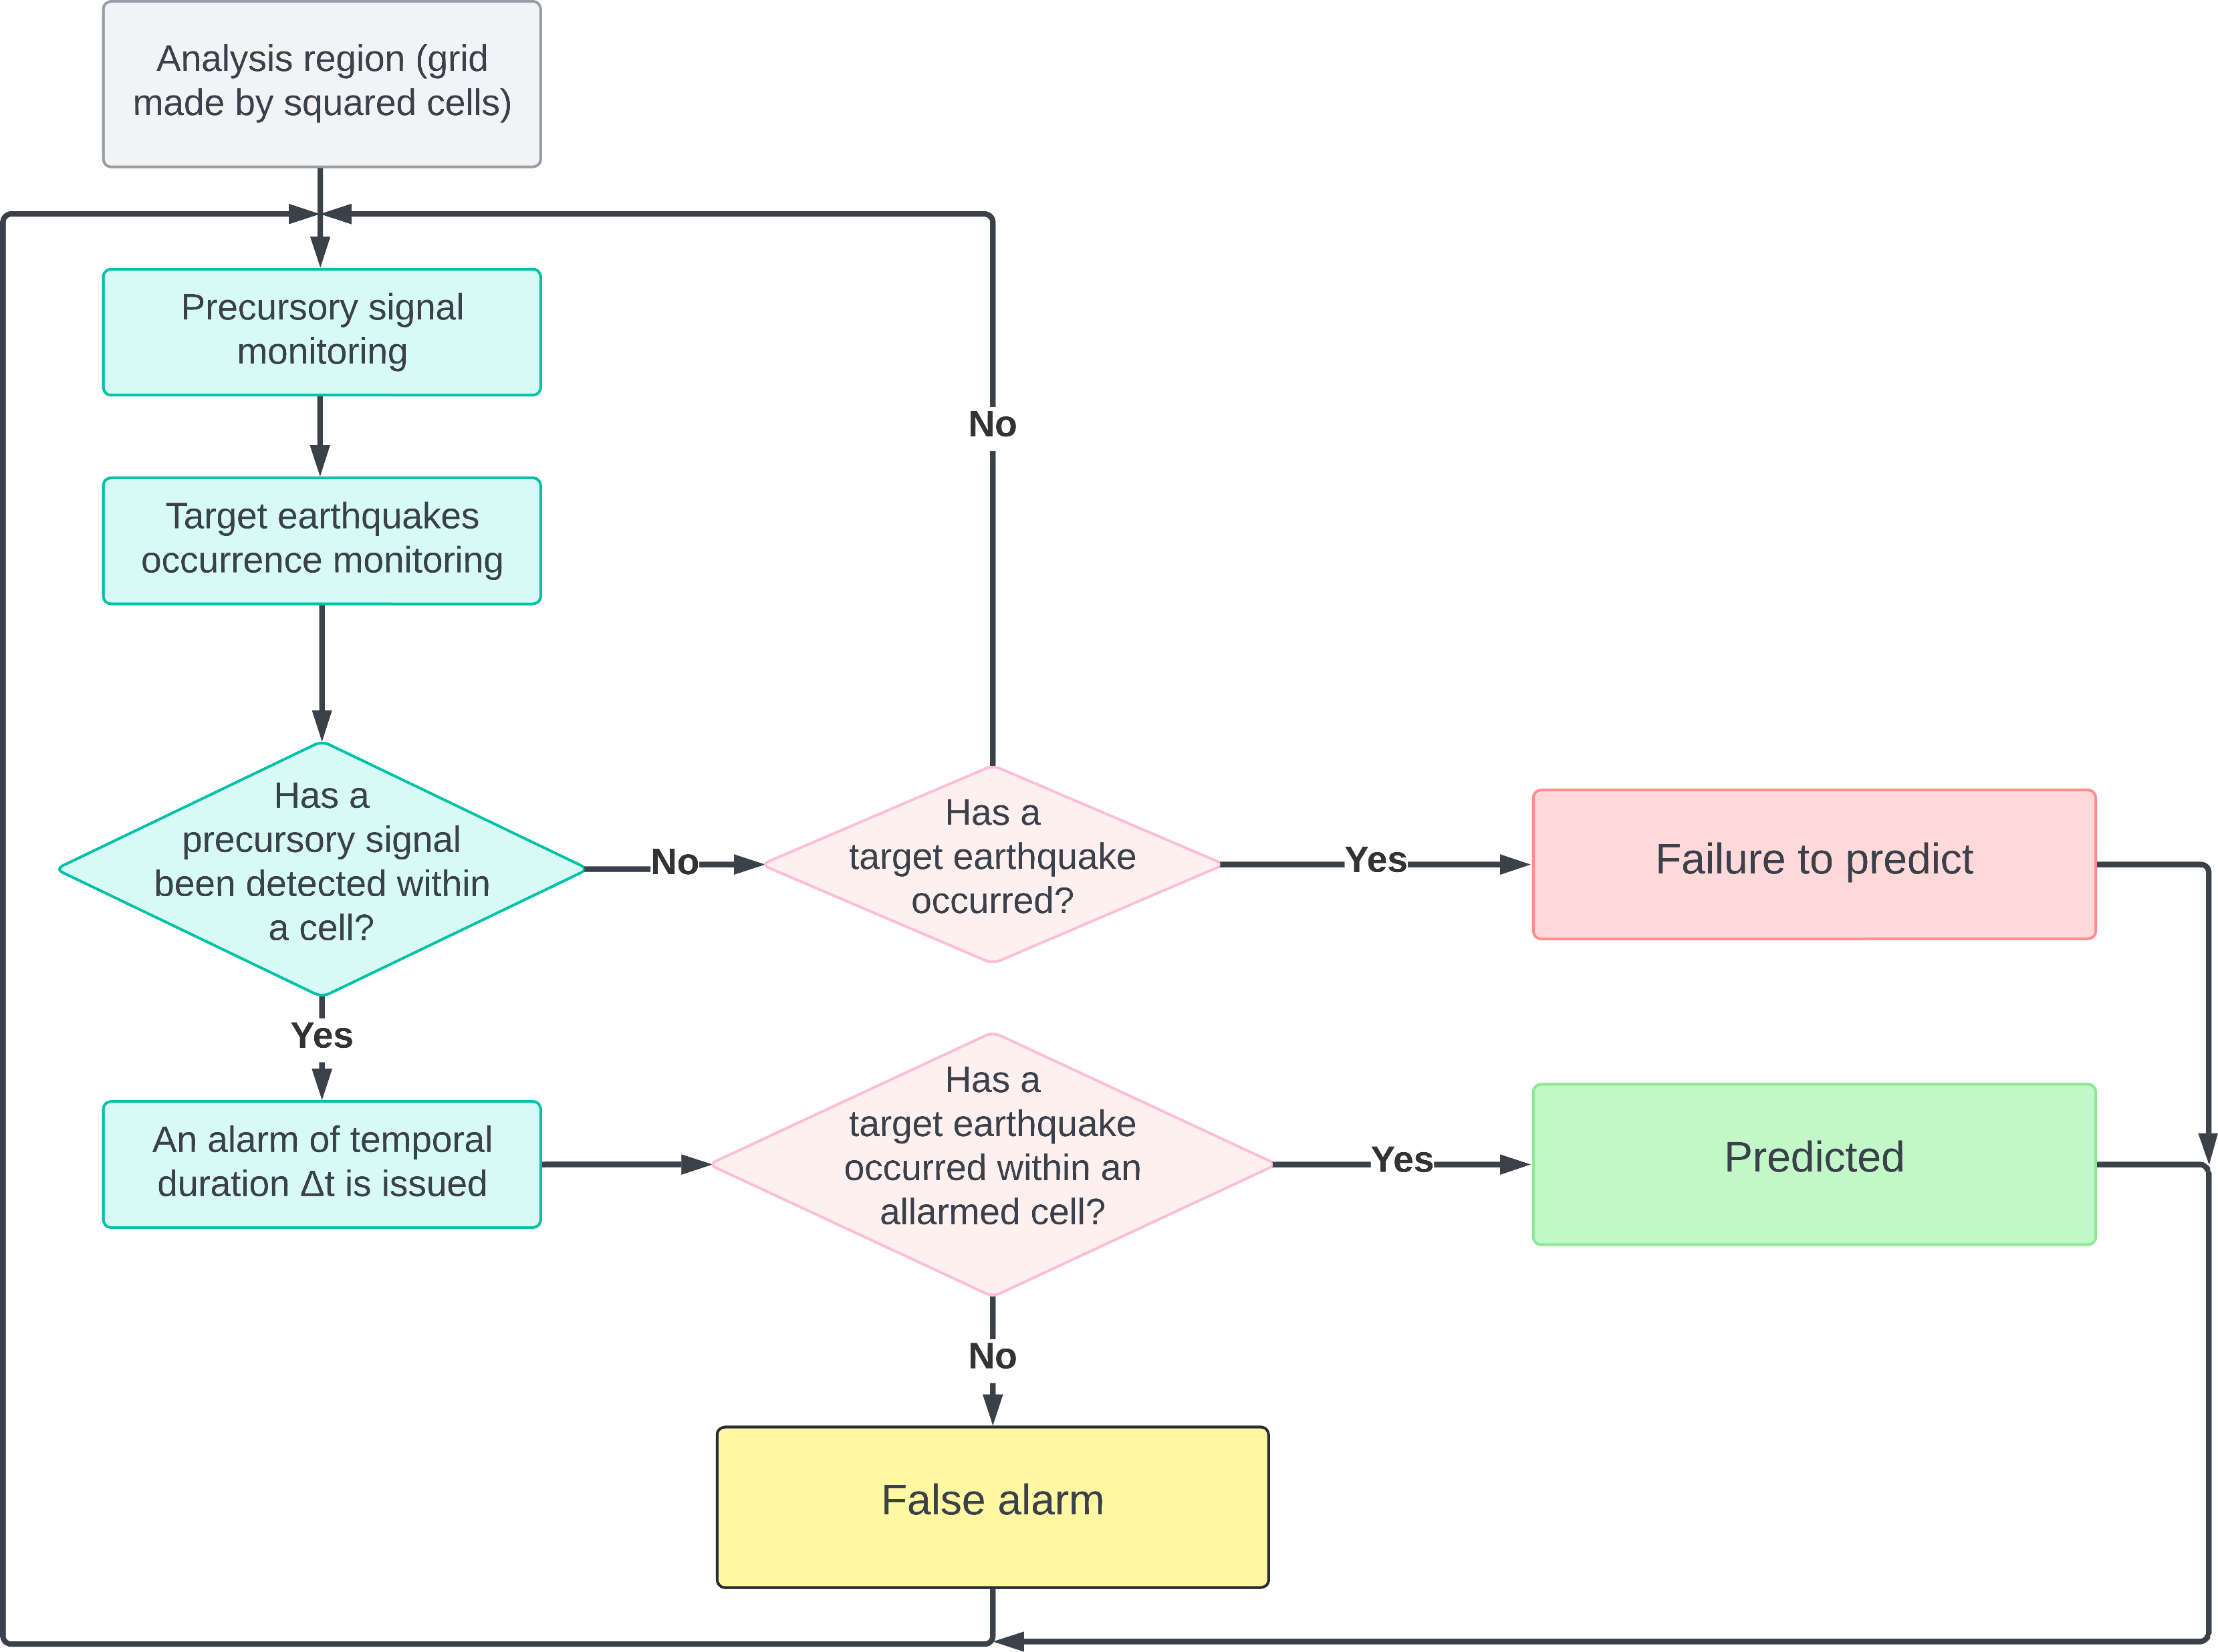 Analysis region (grid
made by squared cells)
Precursory signal
monitoring
No
Target earthquakes
occurrence monitoring
Has a
precursory signal
been detected within
a cell?
No
Has a
target earthquake
occurred?
Yes
Failure to predict
Yes
An alarm of temporal
duration Δt is issued
Has a
target earthquake
occurred within an
allarmed cell?
Yes
Predicted
No
False alarm